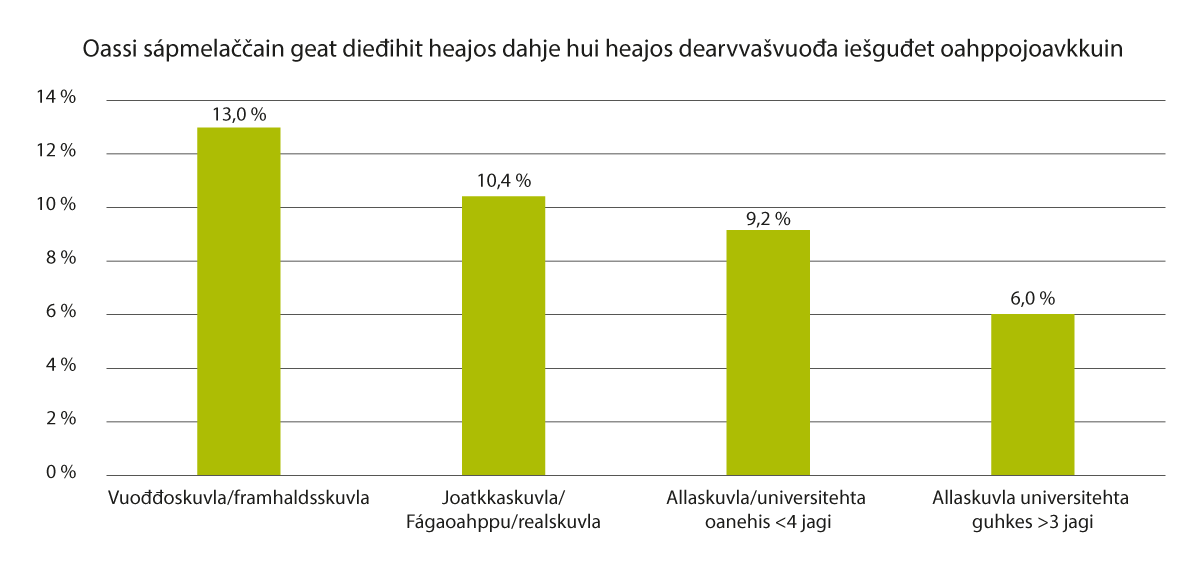 Oassi sápmelaččain geat dieđihit heajos dahje hui heajos dearvvašvuođa iešguđet oahppojoavkkuin
14 %
12 %
10 %
8 %
6 %
4 %
2 %
0 %
13,0 %
10,4 %
9,2 %
6,0 %
Vuođđoskuvla/framhaldsskuvla
Joatkkaskuvla/
Fágaoahppu/realskuvla
Allaskuvla/universitehta
oanehis <4 jagi
Allaskuvla universitehta
guhkes >3 jagi